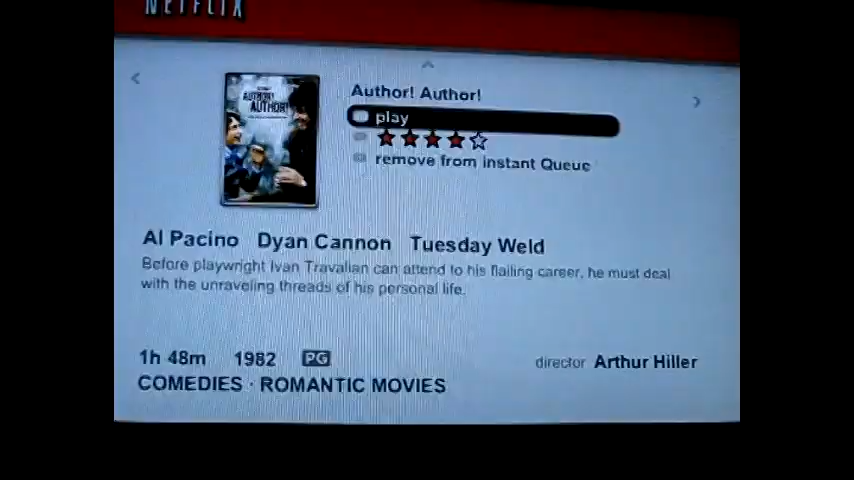 NETFLIX
Author! Author!
AUTHOR!
AUTHOR!
play
remove from instant Queue
Al Pacino Dyan Cannon Tuesday Weld
Before playwright Ivan Travalian can attend to his flailing career, he must deal
with the unraveling threads of his personal life.
1h 48m 1982 PG
director Arthur Hiller
COMEDIES · ROMANTIC MOVIES